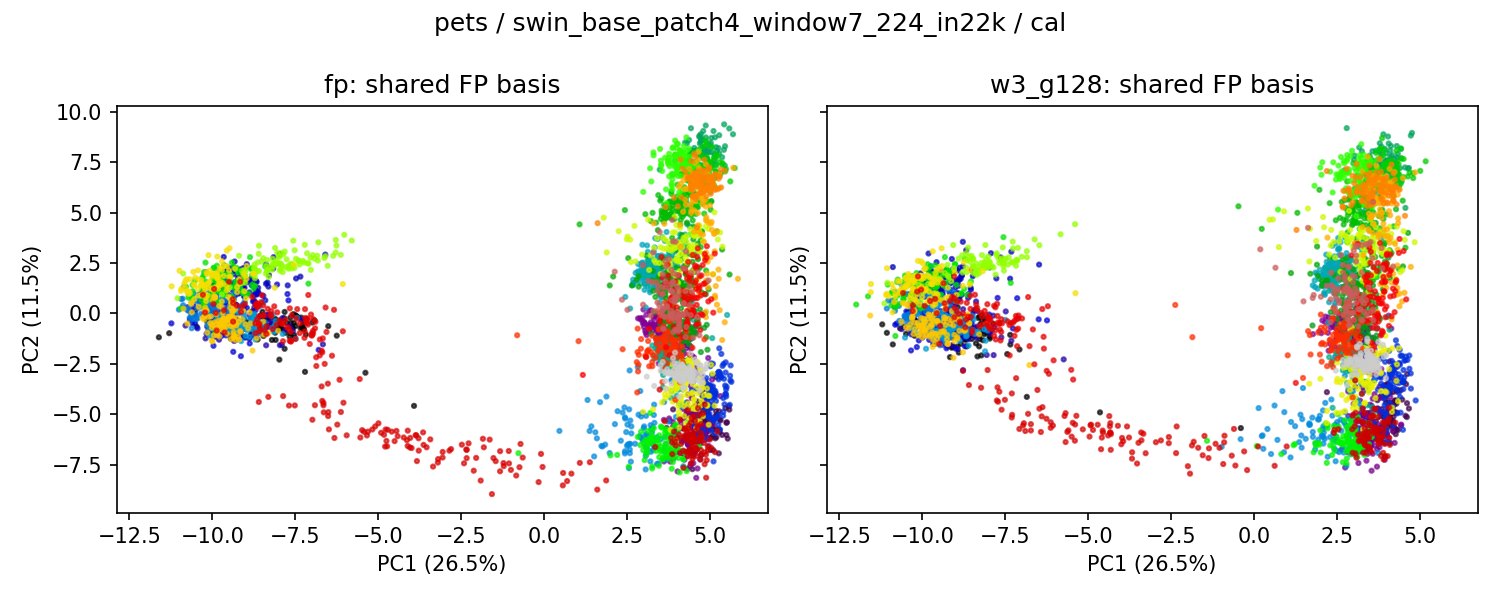 pets / swin_base_patch4_window7_224_in22k / cal
fp: shared FP basis
w3_g128: shared FP basis
10.0
7.5
5.0
2.5
0.0
−2.5
−5.0
−7.5
PC2 (11.5%)
PC2 (11.5%)
−12.5 −10.0 −7.5 −5.0 −2.5 0.0 2.5 5.0
−12.5 −10.0 −7.5 −5.0 −2.5 0.0 2.5 5.0
PC1 (26.5%)
PC1 (26.5%)